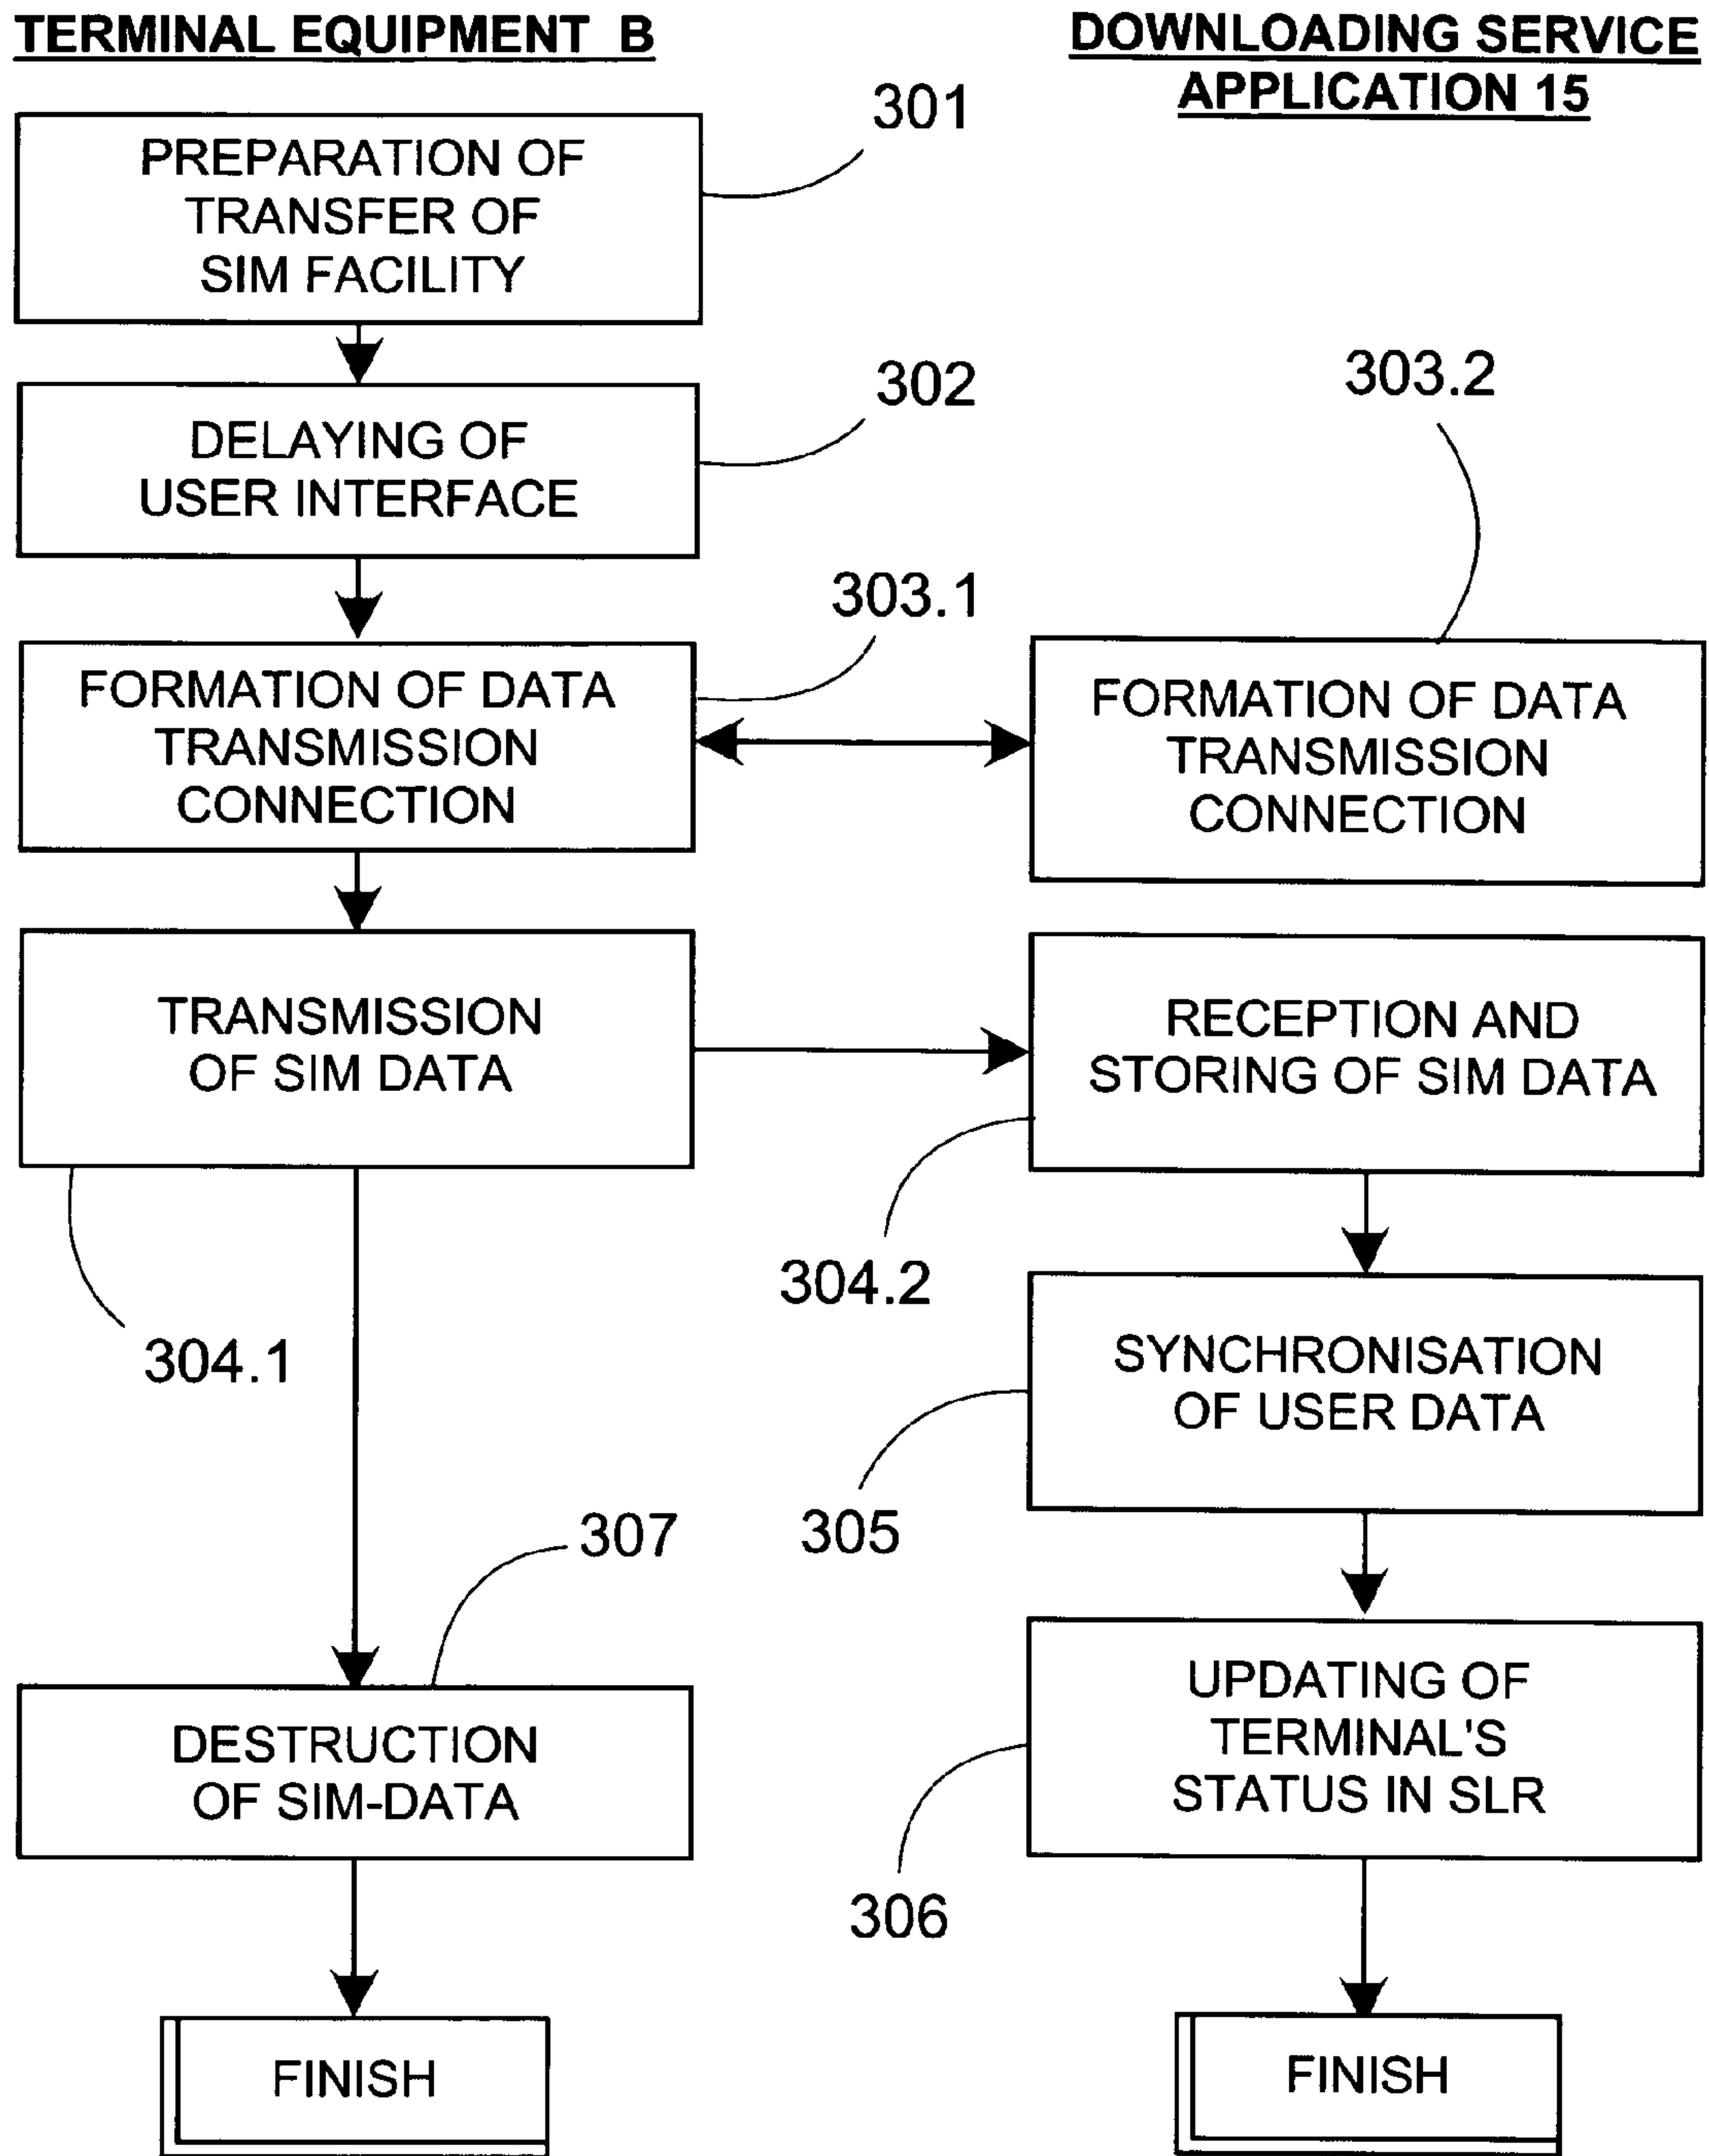 TERMINAL EQUIPMENT B
DOWNLOADING SERVICE
APPLICATION 15
301
PREPARATION OF
TRANSFER OF
SIM FACILITY
302
DELAYING OF
USER INTERFACE
303.2
303.1
FORMATION OF DATA
TRANSMISSION
CONNECTION
FORMATION OF DATA
TRANSMISSION
CONNECTION
TRANSMISSION
OF SIM DATA
304.1
RECEPTION AND
STORING OF SIM DATA
304.2
SYNCHRONISATION
OF USER DATA
305
307
DESTRUCTION
OF SIM-DATA
UPDATING OF
TERMINAL'S
STATUS IN SLR
306
FINISH
FINISH